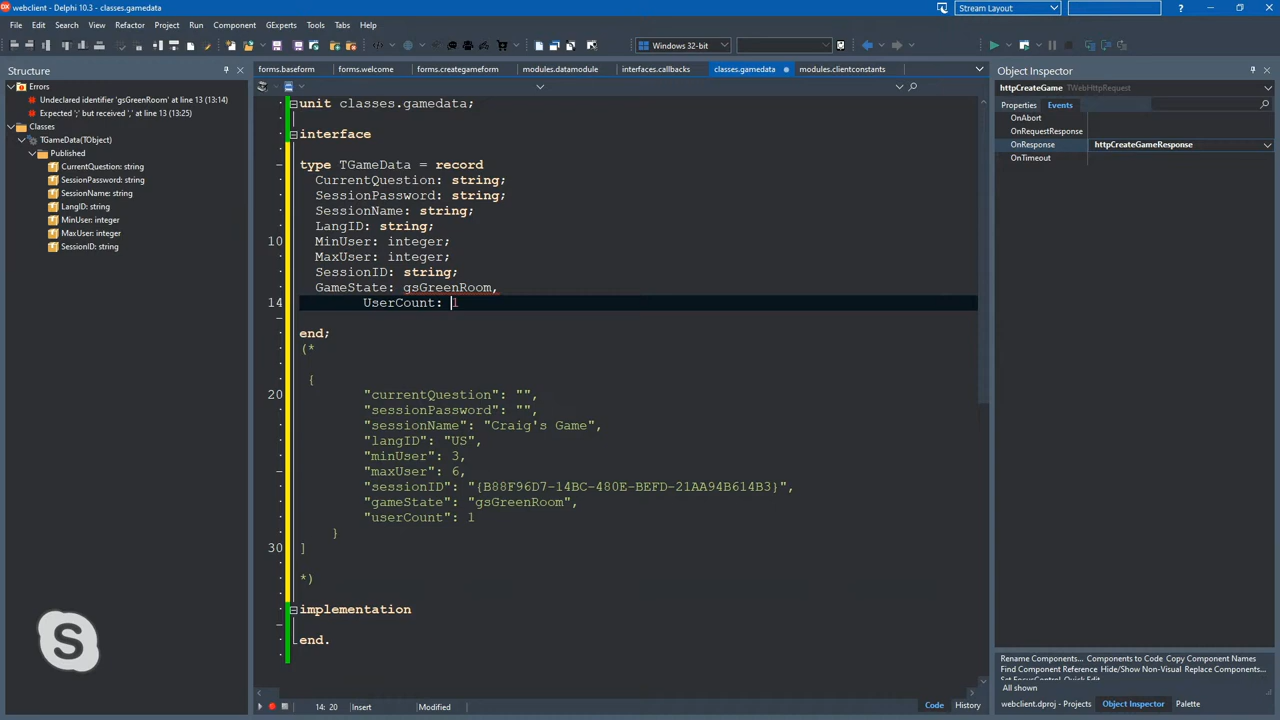 webclient - Delphi 10.3 - classes.gamedata
Stream Layout
File Edit Search View Refactor Project Run Component GExperts Tools Tabs Help
Windows 32-bit
Structure
Errors
Undeclared identifier 'gsGreenRoom' at line 13 (13:14)
Expected ';' but received ',' at line 13 (13:25)
Classes
TGameData(TObject)
Published
CurrentQuestion: string
SessionPassword: string
SessionName: string
LangID: string
MinUser: integer
MaxUser: integer
SessionID: string
forms.baseform forms.welcome forms.creategameform modules.datamodule interfaces.callbacks classes.gamedata modules.clientconstants
unit classes.gamedata;
interface
type TGameData = record
CurrentQuestion: string;
SessionPassword: string;
SessionName: string;
LangID: string;
10 MinUser: integer;
MaxUser: integer;
SessionID: string;
GameState: gsGreenRoom,
14 UserCount: 1
end;
(*
{
20 "currentQuestion": "",
"sessionPassword": "",
"sessionName": "Craig's Game",
"langID": "US",
"minUser": 3,
"maxUser": 6,
"sessionID": "{B88F96D7-14BC-480E-BEFD-21AA94B614B3}",
"gameState": "gsGreenRoom",
"userCount": 1
}
30 ]
*)
implementation
end.
14: 20 Insert Modified Code History
Object Inspector
httpCreateGame TWebHttpRequest
Properties Events
OnAbort
OnRequestResponse
OnResponse httpCreateGameResponse
OnTimeout
Rename Components... Components to Code Copy Component Names
Find Component Reference Hide/Show Non-Visual Replace Components...
Set FocusControl Quick Edit
All shown
webclient.dproj - Projects Object Inspector Palette